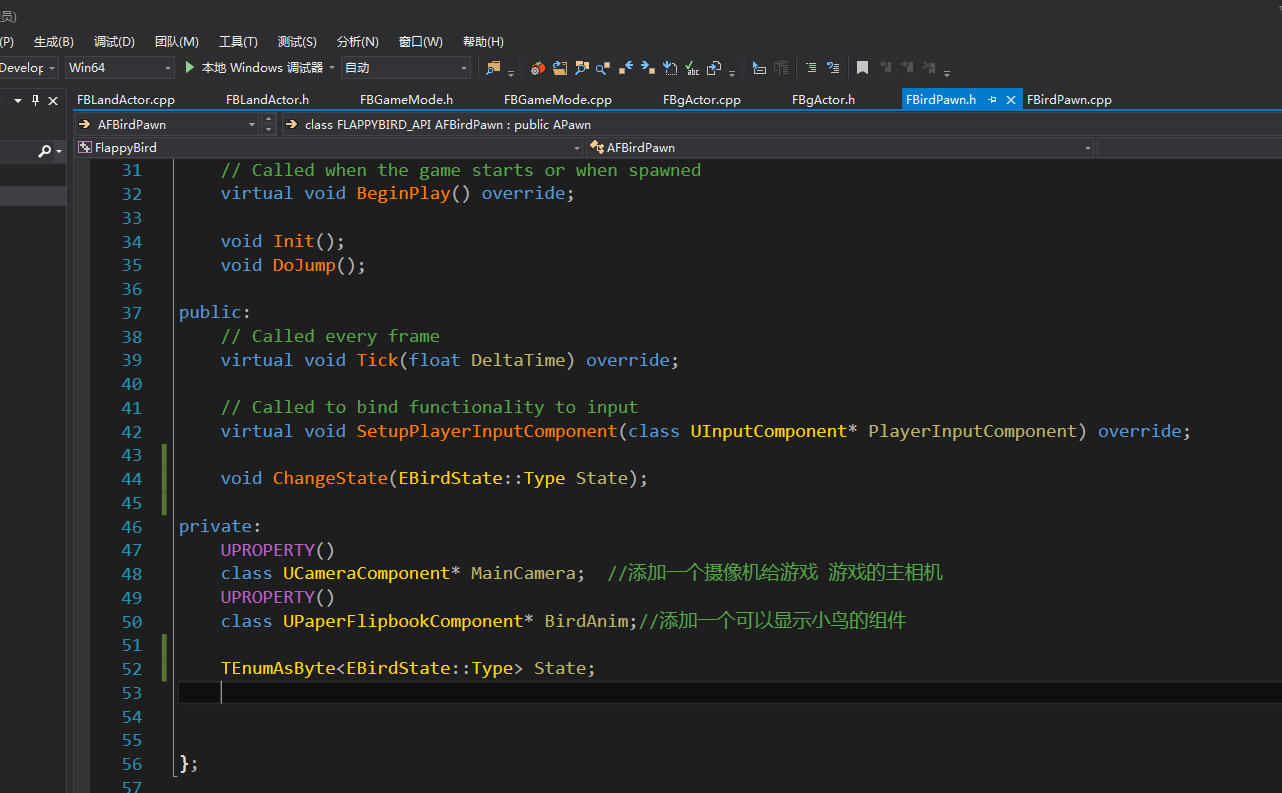 员)
(P) 生成(B) 调试(D) 团队(M) 工具(T) 测试(S) 分析(N) 窗口(W) 帮助(H)
Develop Win64 本地 Windows 调试器 自动
FBLandActor.cpp FBLandActor.h FBGameMode.h FBGameMode.cpp FBgActor.cpp FBgActor.h FBirdPawn.h FBirdPawn.cpp
AFBirdPawn class FLAPPYBIRD_API AFBirdPawn : public APawn
FlappyBird AFBirdPawn
31 // Called when the game starts or when spawned
32 virtual void BeginPlay() override;
33
34 void Init();
35 void DoJump();
36
37 public:
38 // Called every frame
39 virtual void Tick(float DeltaTime) override;
40
41 // Called to bind functionality to input
42 virtual void SetupPlayerInputComponent(class UInputComponent* PlayerInputComponent) override;
43
44 void ChangeState(EBirdState::Type State);
45
46 private:
47 UPROPERTY()
48 class UCameraComponent* MainCamera; //添加一个摄像机给游戏 游戏的主相机
49 UPROPERTY()
50 class UPaperFlipbookComponent* BirdAnim;//添加一个可以显示小鸟的组件
51
52 TEnumAsByte<EBirdState::Type> State;
53
54
55
56 };
57